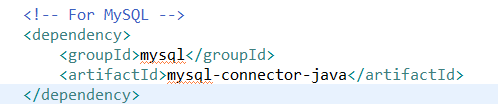 <!-- For MySQL -->
<dependency>
    <groupId>mysql</groupId>
    <artifactId>mysql-connector-java</artifactId>
</dependency>